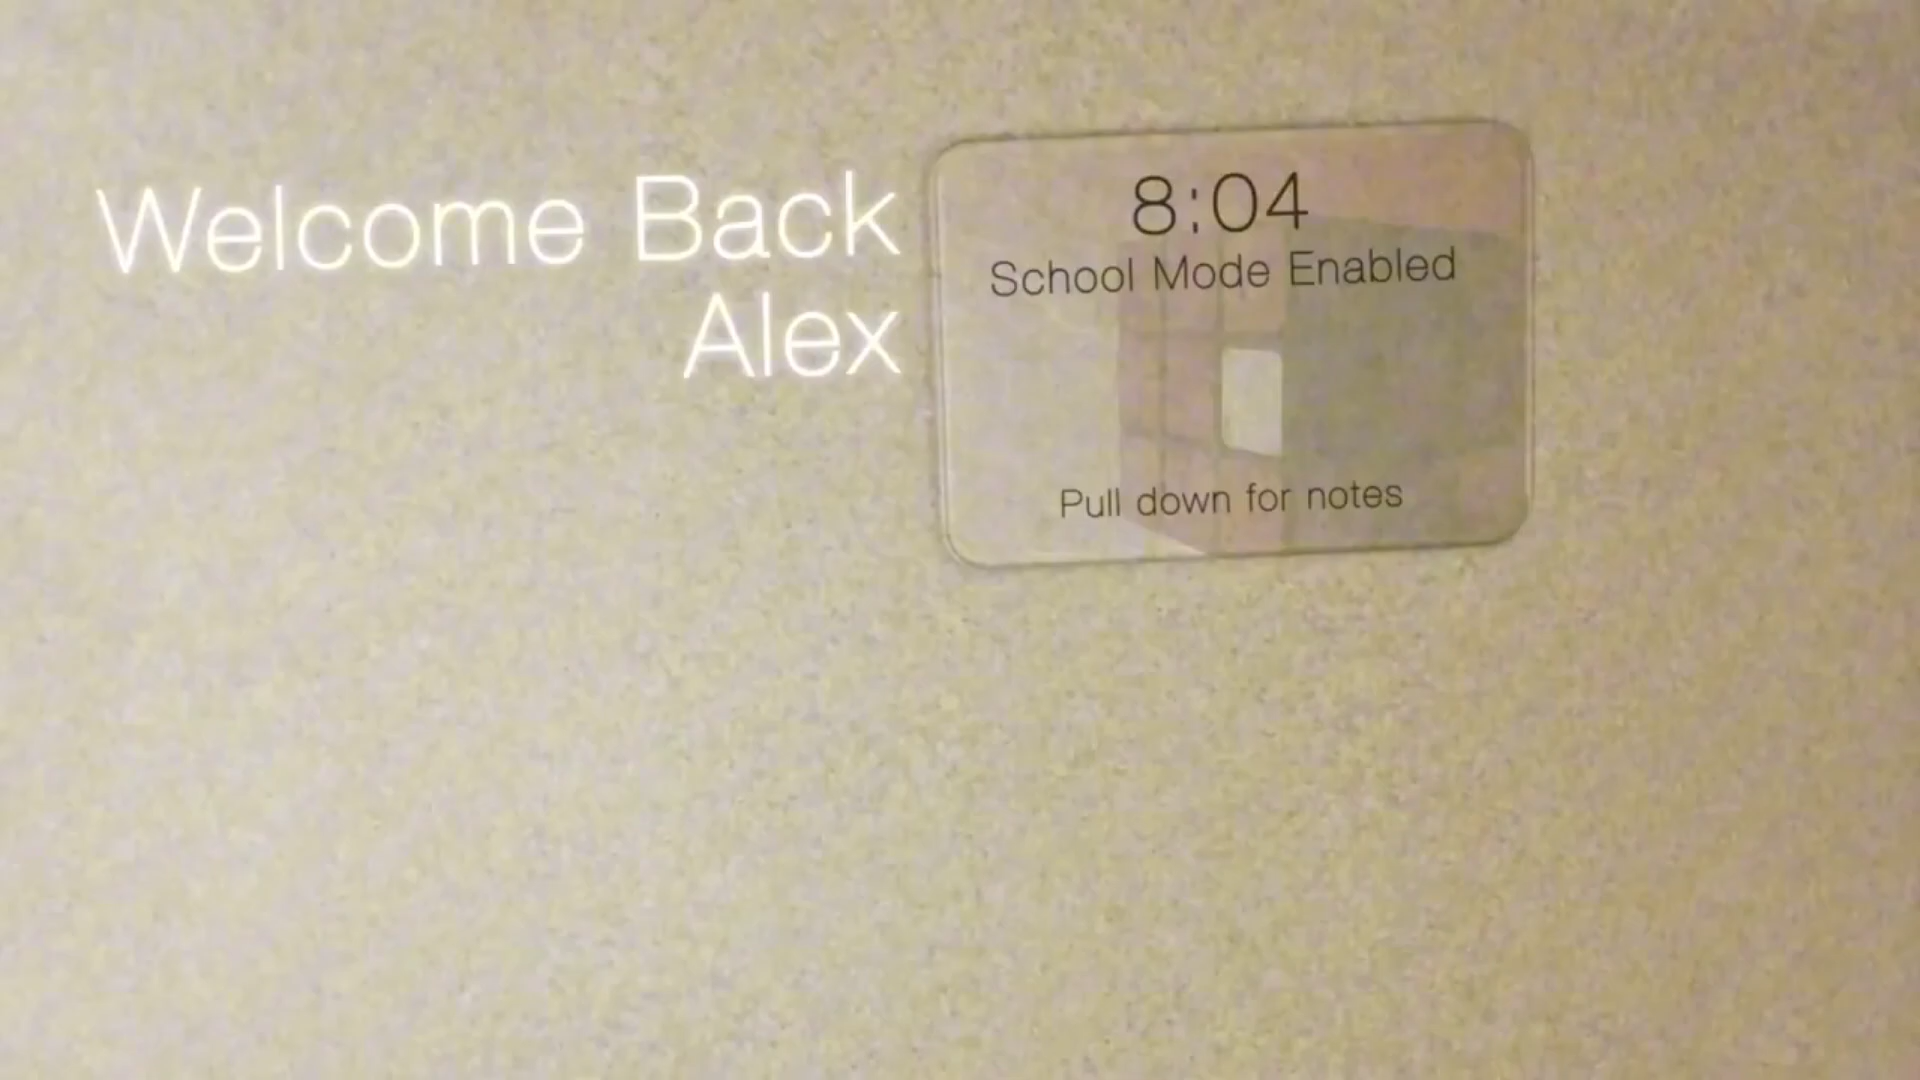 Welcome Back
Alex
8:04
School Mode Enabled
Pull down for notes